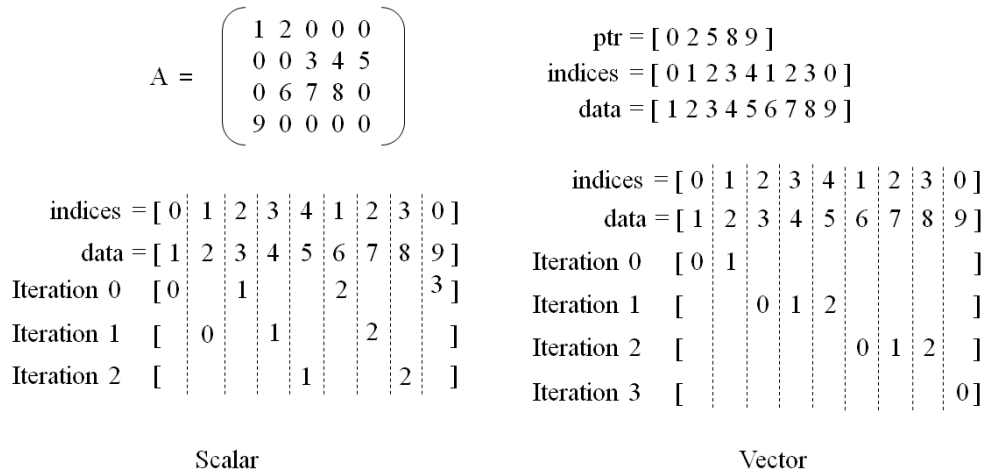 A =
1 2 0 0 0
0 0 3 4 5
0 6 7 8 0
9 0 0 0 0
ptr = [ 0 2 5 8 9 ]
indices = [ 0 1 2 3 4 1 2 3 0 ]
data = [ 1 2 3 4 5 6 7 8 9 ]
indices = [ 0 1 2 3 4 1 2 3 0 ]
data = [ 1 2 3 4 5 6 7 8 9 ]
Iteration 0 [ 0 1 2 3 ]
Iteration 1 [ 0 1 2 ]
Iteration 2 [ 1 2 ]
Scalar
indices = [ 0 1 2 3 4 1 2 3 0 ]
data = [ 1 2 3 4 5 6 7 8 9 ]
Iteration 0 [ 0 1 ]
Iteration 1 [ 0 1 2 ]
Iteration 2 [ 0 1 2 ]
Iteration 3 [ 0 ]
Vector